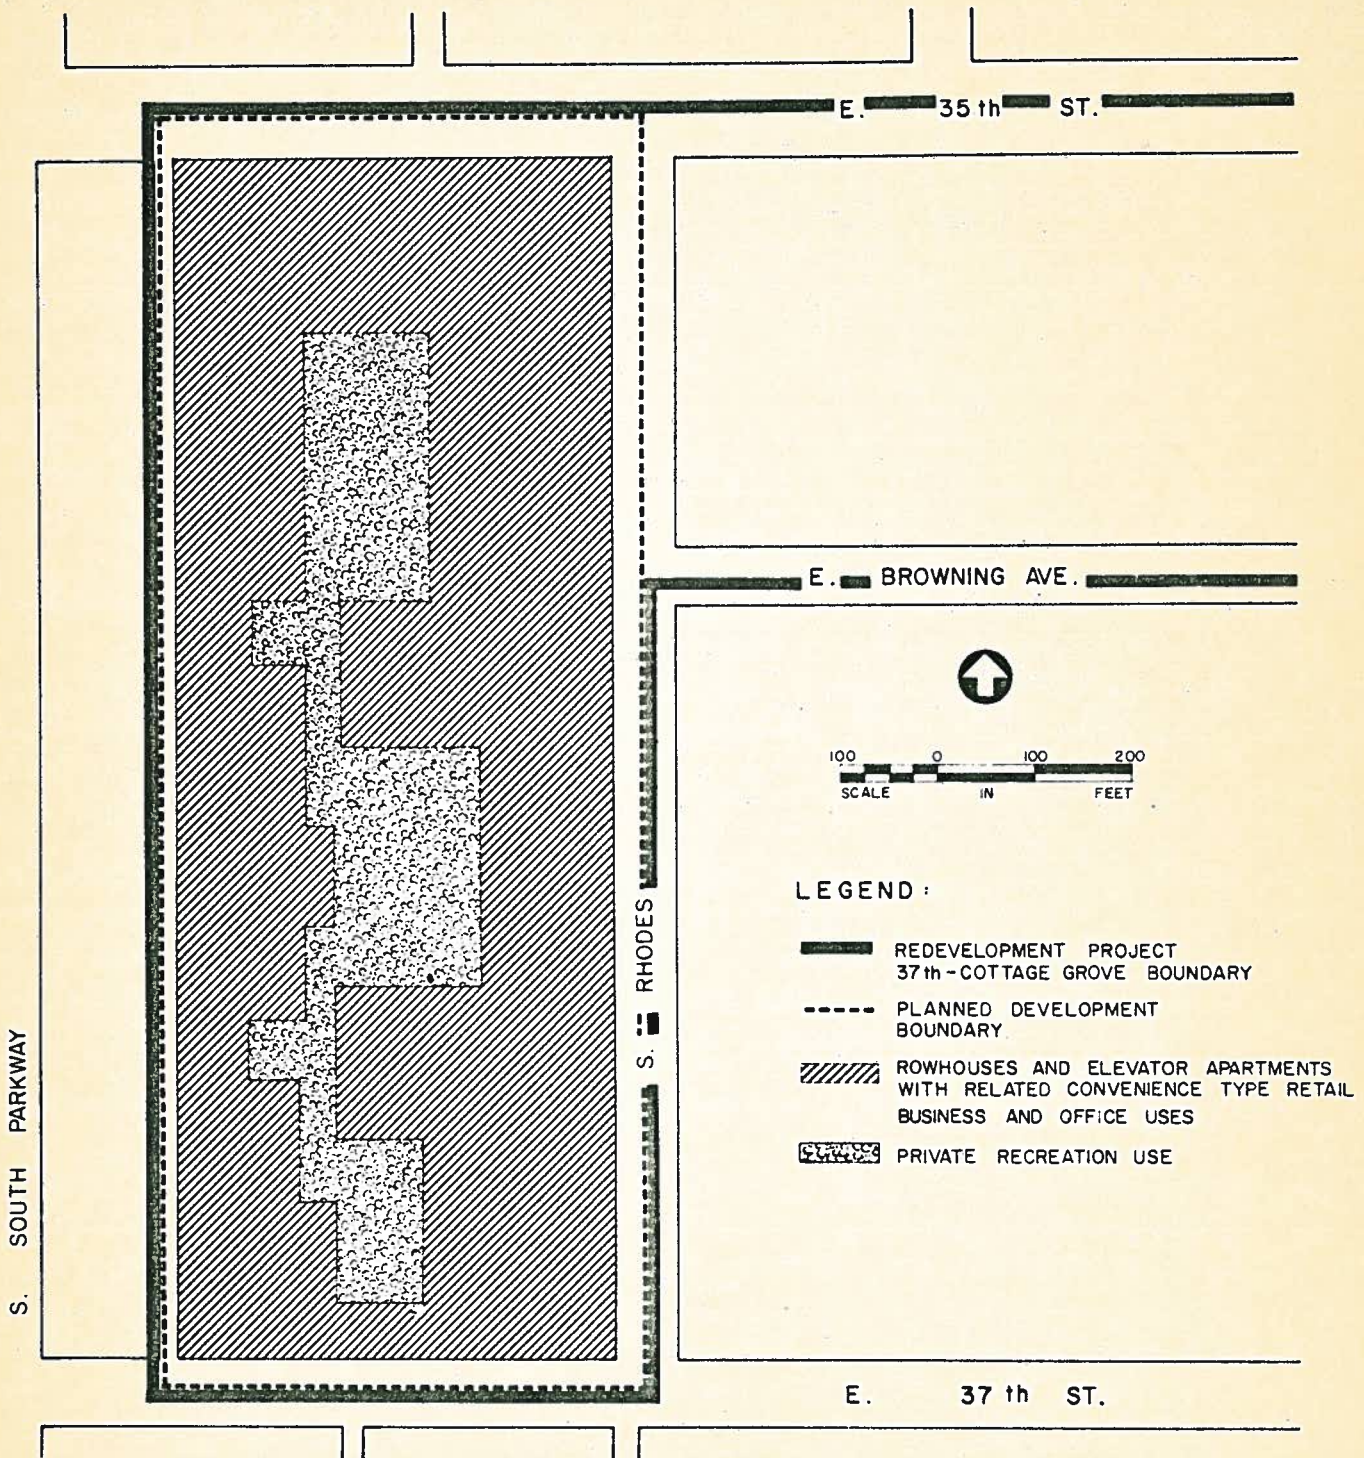 E. 35th ST.
E. BROWNING AVE.
100 0 100 200
SCALE IN FEET
LEGEND:
REDEVELOPMENT PROJECT
37th-COTTAGE GROVE BOUNDARY
PLANNED DEVELOPMENT
BOUNDARY
ROWHOUSES AND ELEVATOR APARTMENTS
WITH RELATED CONVENIENCE TYPE RETAIL
BUSINESS AND OFFICE USES
PRIVATE RECREATION USE
S. RHODES
S. SOUTH PARKWAY
E. 37th ST.